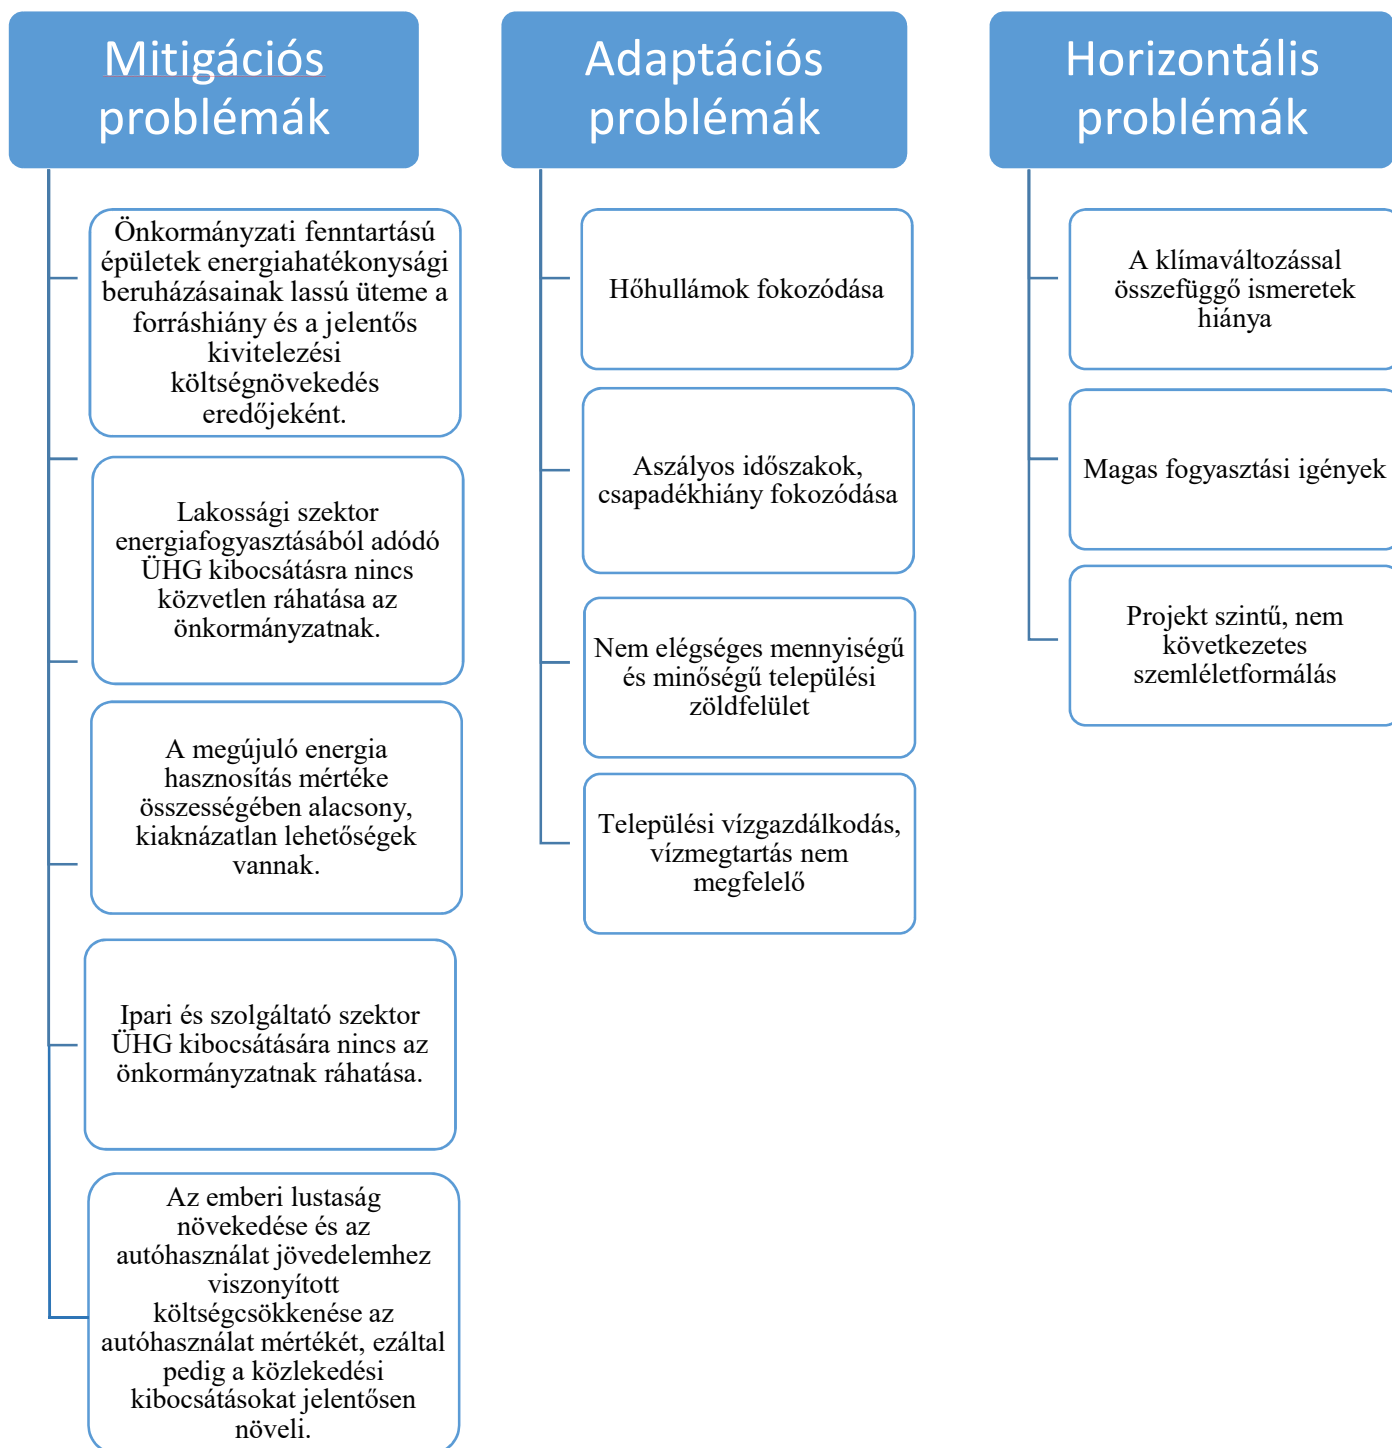 Mitigációs
problémák
Önkormányzati fenntartású
épületek energiahatékonysági
beruházásainak lassú üteme a
forráshiány és a jelentős
kivitelezési
költségnövekedés
eredőjeként.
Lakossági szektor
energiafogyasztásából adódó
ÜHG kibocsátásra nincs
közvetlen ráhatása az
önkormányzatnak.
A megújuló energia
hasznosítás mértéke
összességében alacsony,
kiaknázatlan lehetőségek
vannak.
Ipari és szolgáltató szektor
ÜHG kibocsátására nincs az
önkormányzatnak ráhatása.
Az emberi lustaság
növekedése és az
autóhasználat jövedelemhez
viszonyított
költségcsökkenése az
autóhasználat mértékét, ezáltal
pedig a közlekedési
kibocsátásokat jelentősen
növeli.
Adaptációs
problémák
Hőhullámok fokozódása
Aszályos időszakok,
csapadékhiány fokozódása
Nem elégséges mennyiségű
és minőségű települési
zöldfelület
Települési vízgazdálkodás,
vízmegtartás nem
megfelelő
Horizontális
problémák
A klímaváltozással
összefüggő ismeretek
hiánya
Magas fogyasztási igények
Projekt szintű, nem
következetes
szemléletformálás